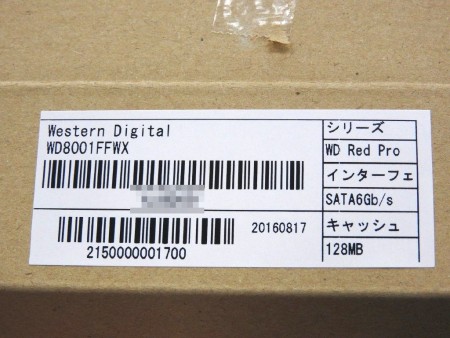 Western Digital
WD8001FFWX
2150000001700
20160817
シリーズ
WD Red Pro
インターフェ
SATA6Gb/s
キャッシュ
128MB